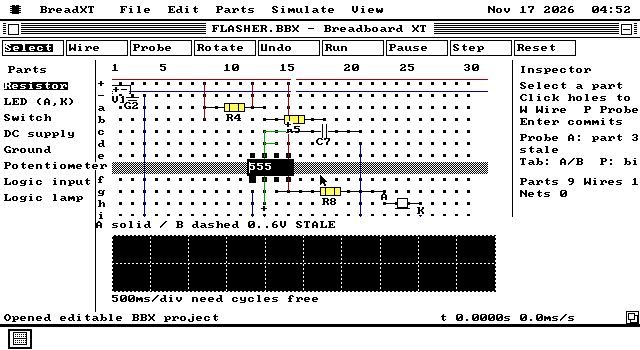 BreadXT File Edit Parts Simulate View Nov 17 2026 04:52
FLASHER.BBX - Breadboard XT
Select Wire Probe Rotate Undo Run Pause Step Reset
Parts
Resistor
LED (A,K)
Switch
DC supply
Ground
Potentiometer
Logic input
Logic lamp
1 5 10 15 20 25 30
+
-
a
b
c
d
e
f
g
h
i
V1
G2
R4
R5
C7
555
R8
A
K
+
Inspector
Select a part
Click holes to
W Wire P Probe
Enter commits
Probe A: part 3
stale
Tab: A/B P: bi
Parts 9 Wires 1
Nets 0
A solid / B dashed 0..6V STALE
500ms/div need cycles free
Opened editable BBX project t 0.0000s 0.0ms/s